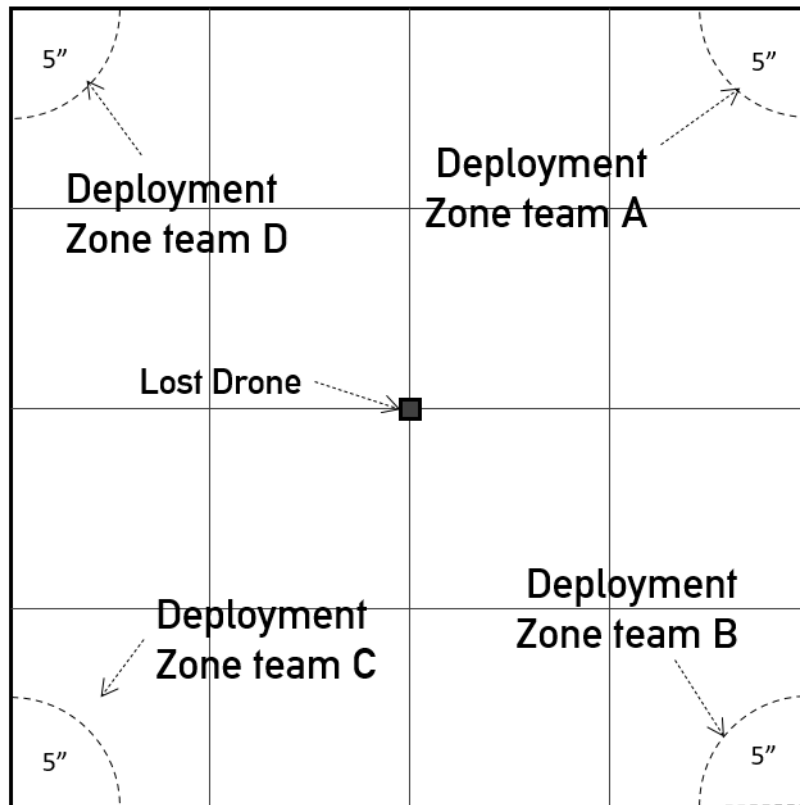 5”
5”
Deployment
Zone team A
Deployment
Zone team D
Lost Drone
Deployment
Zone team B
Deployment
Zone team C
5”
5”